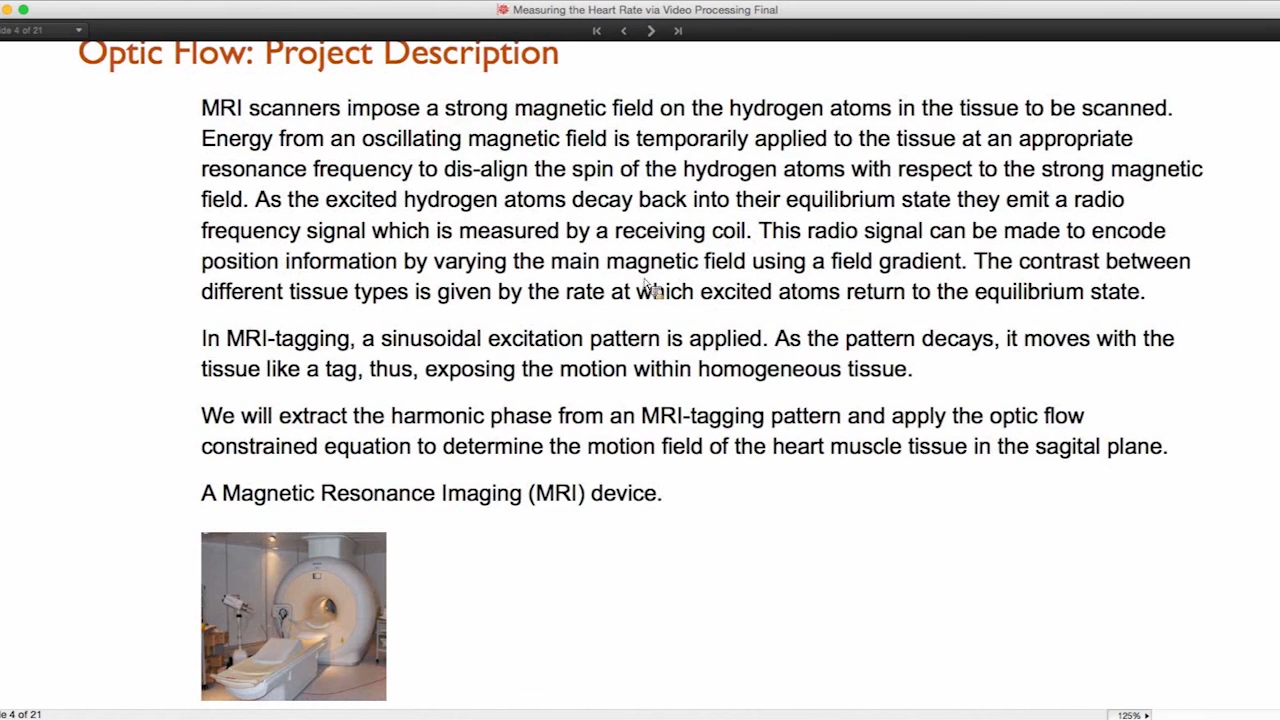 Measuring the Heart Rate via Video Processing Final
de 4 of 21
Optic Flow: Project Description
MRI scanners impose a strong magnetic field on the hydrogen atoms in the tissue to be scanned.
Energy from an oscillating magnetic field is temporarily applied to the tissue at an appropriate
resonance frequency to dis-align the spin of the hydrogen atoms with respect to the strong magnetic
field. As the excited hydrogen atoms decay back into their equilibrium state they emit a radio
frequency signal which is measured by a receiving coil. This radio signal can be made to encode
position information by varying the main magnetic field using a field gradient. The contrast between
different tissue types is given by the rate at which excited atoms return to the equilibrium state.
In MRI-tagging, a sinusoidal excitation pattern is applied. As the pattern decays, it moves with the
tissue like a tag, thus, exposing the motion within homogeneous tissue.
We will extract the harmonic phase from an MRI-tagging pattern and apply the optic flow
constrained equation to determine the motion field of the heart muscle tissue in the sagital plane.
A Magnetic Resonance Imaging (MRI) device.
de 4 of 21
125%